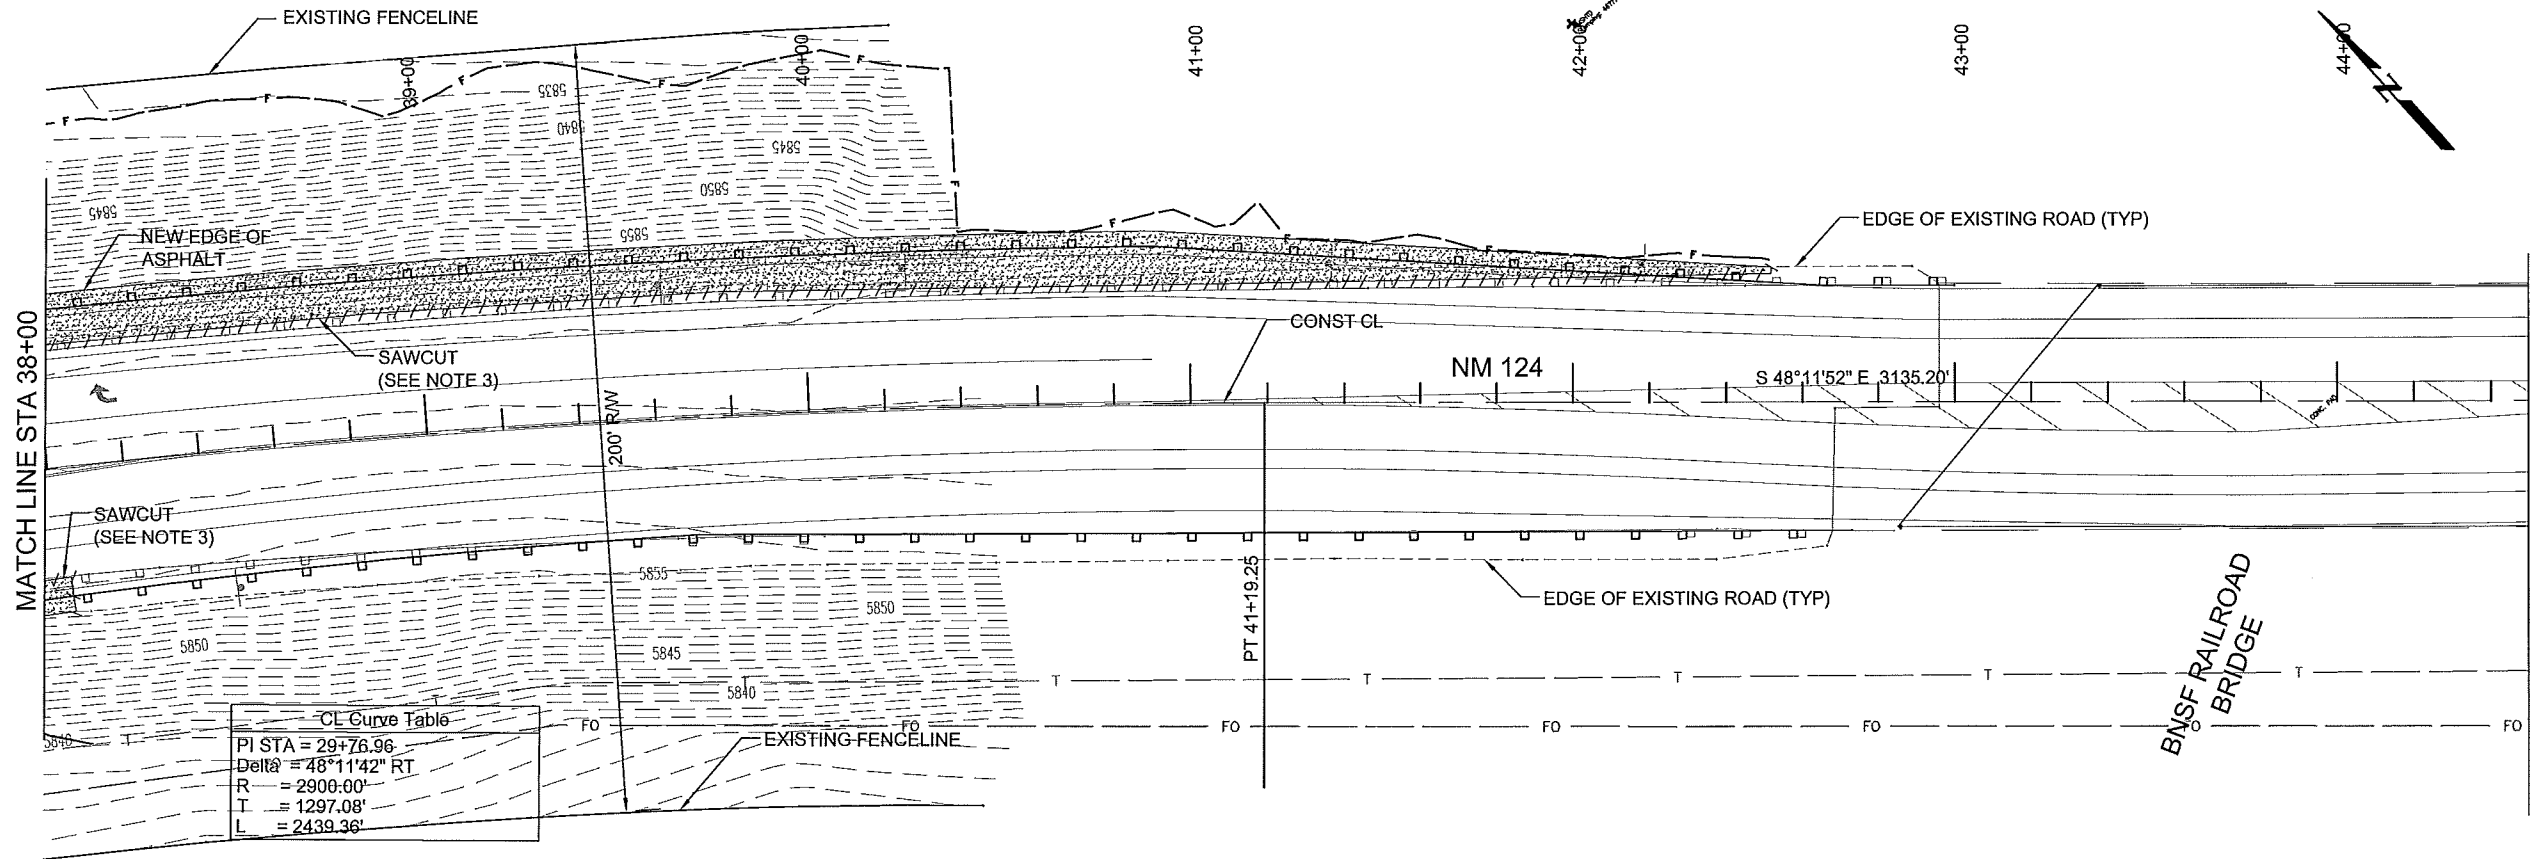 EXISTING FENCELINE
39+00
40+00
41+00
42+00
43+00
44+00
N
F
F
F
F
F
F
F
F
F
F
F
5835
5840
5845
5850
5845
5855
NEW EDGE OF
ASPHALT
EDGE OF EXISTING ROAD (TYP)
MATCH LINE STA 38+00
SAWCUT
(SEE NOTE 3)
CONST CL
NM 124
S 48°11'52" E 3135.20'
CONC. PAD
200' R/W
SAWCUT
(SEE NOTE 3)
5855
5850
5850
5845
5840
5840
PT 41+19.25
EDGE OF EXISTING ROAD (TYP)
BNSF RAILROAD
BRIDGE
T
T
T
T
T
T
T
T
FO
FO
FO
FO
FO
FO
FO
FO
EXISTING FENCELINE
CL Curve Table
PI STA = 29+76.96
Delta = 48°11'42" RT
R = 2900.00'
T = 1297.08'
L = 2439.36'